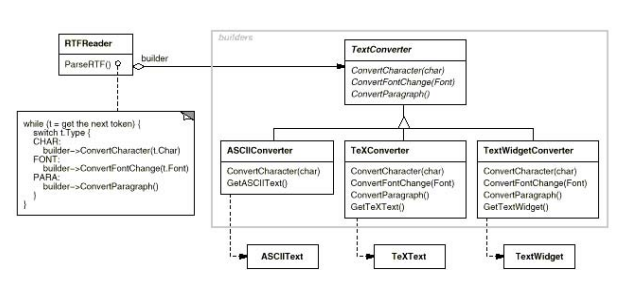 builders
RTFReader
ParseRTF()
builder
TextConverter
ConvertCharacter(char)
ConvertFontChange(Font)
ConvertParagraph()
while (t = get the next token) {
switch t.Type {
CHAR:
builder->ConvertCharacter(t.Char)
FONT:
builder->ConvertFontChange(t.Font)
PARA:
builder->ConvertParagraph()
}
}
ASCIIConverter
ConvertCharacter(char)
GetASCIIText()
TeXConverter
ConvertCharacter(char)
ConvertFontChange(Font)
ConvertParagraph()
GetTeXText()
TextWidgetConverter
ConvertCharacter(char)
ConvertFontChange(Font)
ConvertParagraph()
GetTextWidget()
ASCIIText
TeXText
TextWidget